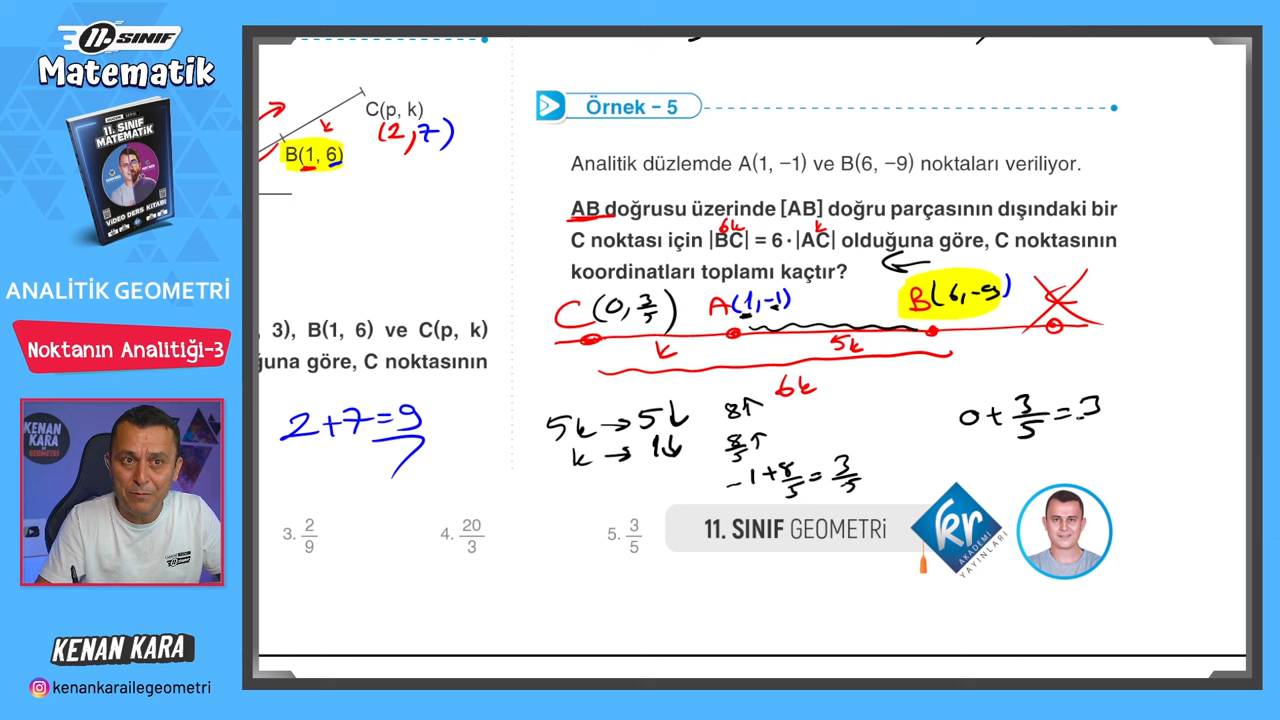 11. SINIF
Matematik
11. SINIF
MATEMATİK
VİDEO DERS KİTABI
ANALİTİK GEOMETRİ
Noktanın Analitiği-3
KENAN
KARA
KENAN KARA
kenankarailegeometri
C(p, k)
(2,7)
k
B(1, 6)
, 3), B(1, 6) ve C(p, k)
ğuna göre, C noktasının
2+7=9
3. 2/9
4. 20/3
5. 3/5
Örnek – 5
Analitik düzlemde A(1, −1) ve B(6, −9) noktaları veriliyor.
AB doğrusu üzerinde [AB] doğru parçasının dışındaki bir
6k k
C noktası için |BC| = 6·|AC| olduğuna göre, C noktasının
koordinatları toplamı kaçtır?
C(0, 3/5) A(1,-1) B(6,-9) C
k 5k
6k
5k→5↓ 8↑
k→1↓ 8/5↑
-1+8/5=3/5
0+3/5=3
11. SINIF GEOMETRİ
kr
AKADEMİ
YAYINLARI